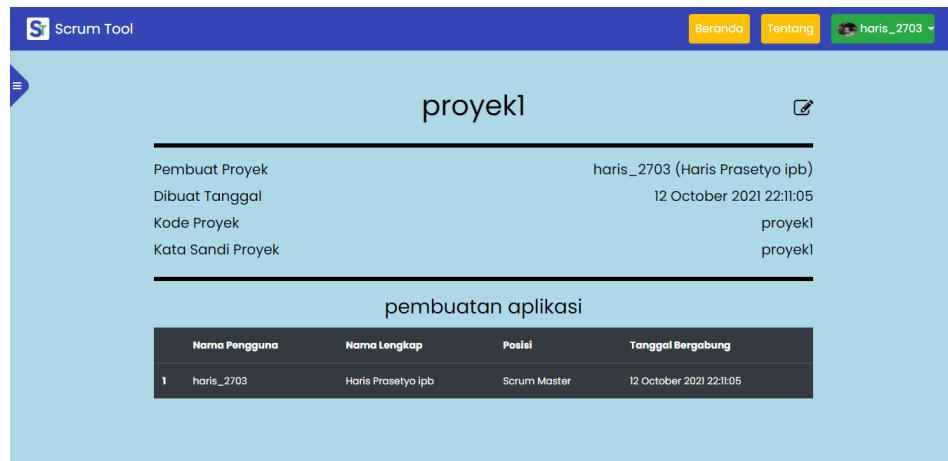 ST Scrum Tool Beranda Tentang haris_2703
proyek1
Pembuat Proyek haris_2703 (Haris Prasetyo ipb)
Dibuat Tanggal 12 October 2021 22:11:05
Kode Proyek proyek1
Kata Sandi Proyek proyek1
pembuatan aplikasi
Nama Pengguna Nama Lengkap Posisi Tanggal Bergabung
1 haris_2703 Haris Prasetyo ipb Scrum Master 12 October 2021 22:11:05